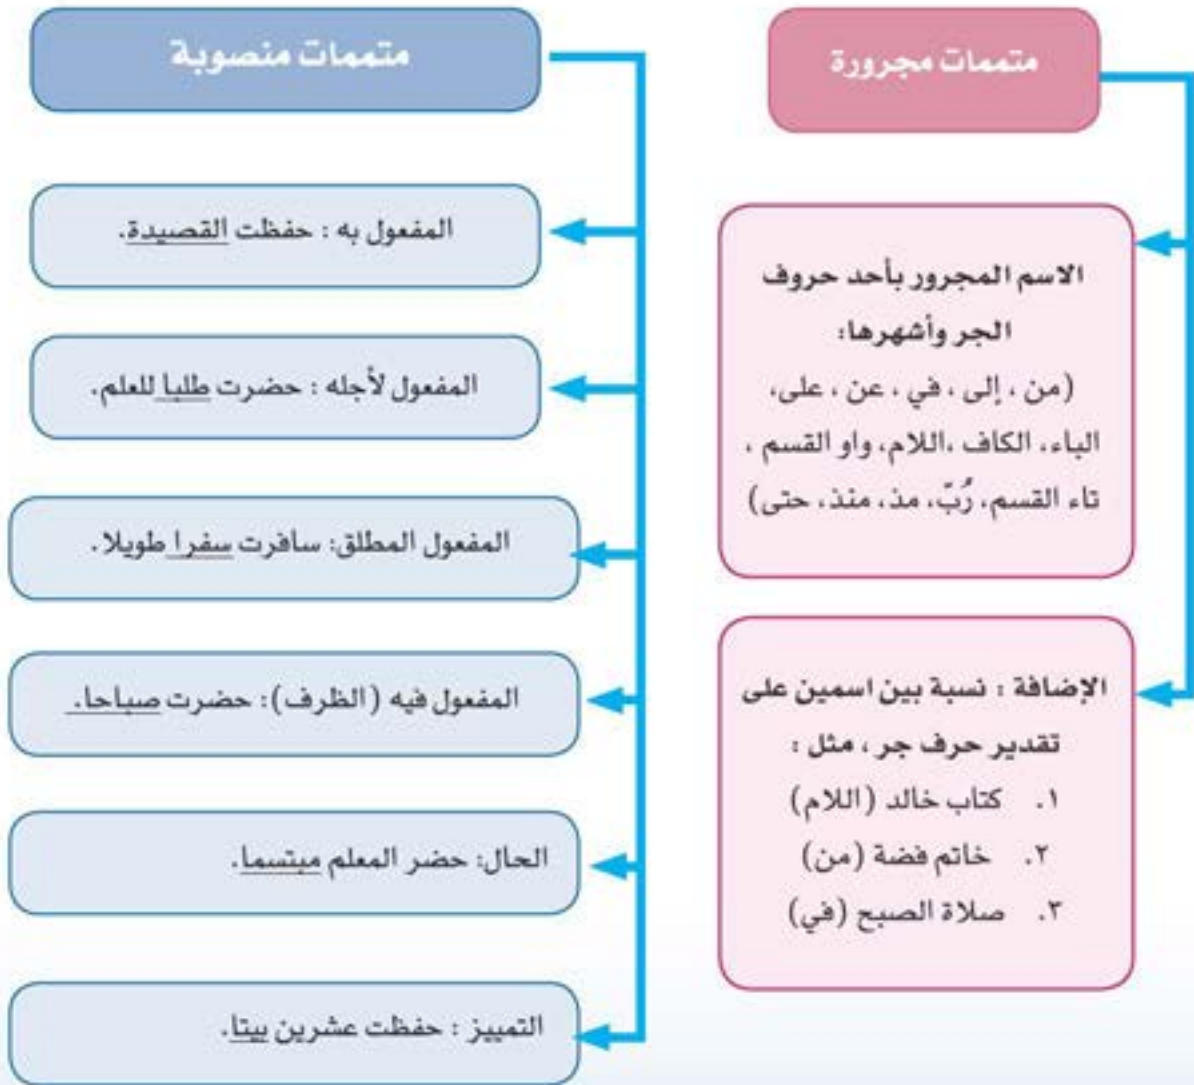 متممات مجرورة
الاسم المجرور بأحد حروف
الجر وأشهرها:
(من ، إلى ، في ، عن ، على،
الباء، الكاف ،اللام، واو القسم ،
تاء القسم، رُبّ، مذ، منذ، حتى)
الإضافة : نسبة بين اسمين على
تقدير حرف جر ، مثل :
١. كتاب خالد (اللام)
٢. خاتم فضة (من)
٣. صلاة الصبح (في)
متممات منصوبة
المفعول به : حفظت القصيدة.
المفعول لأجله : حضرت طلبا للعلم.
المفعول المطلق: سافرت سفرا طويلا.
المفعول فيه (الظرف): حضرت صباحا.
الحال: حضر المعلم مبتسما.
التمييز : حفظت عشرين بيتا.